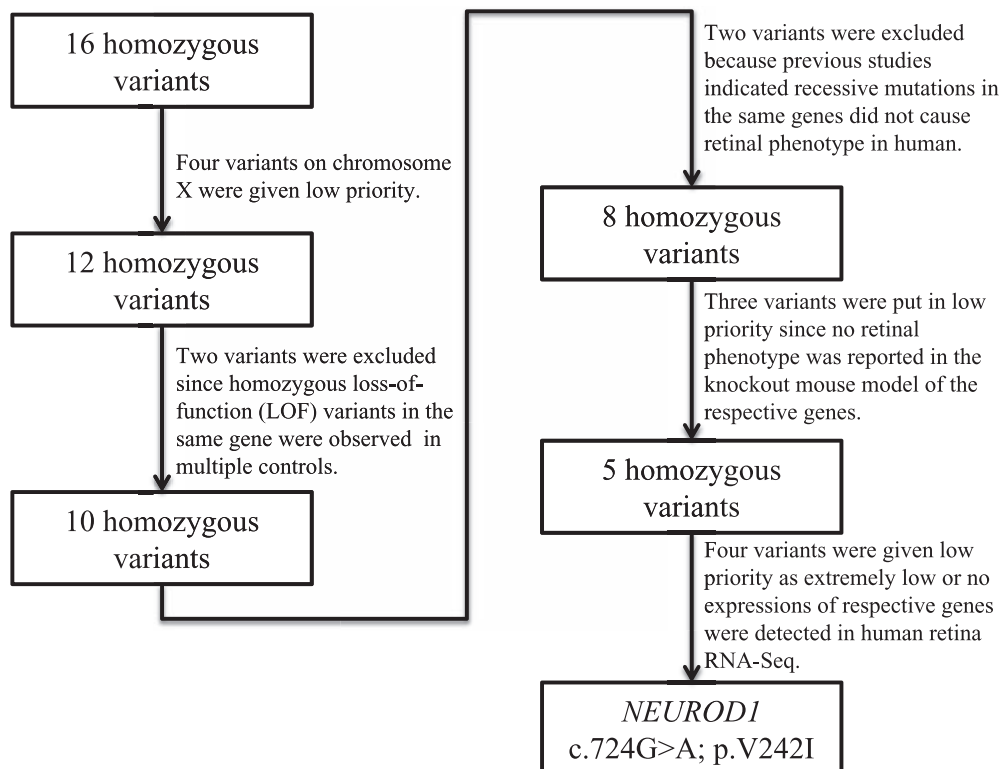 16 homozygous
variants
Four variants on chromosome
X were given low priority.
12 homozygous
variants
Two variants were excluded
since homozygous loss-of-
function (LOF) variants in the
same gene were observed in
multiple controls.
10 homozygous
variants
Two variants were excluded
because previous studies
indicated recessive mutations in
the same genes did not cause
retinal phenotype in human.
8 homozygous
variants
Three variants were put in low
priority since no retinal
phenotype was reported in the
knockout mouse model of the
respective genes.
5 homozygous
variants
Four variants were given low
priority as extremely low or no
expressions of respective genes
were detected in human retina
RNA-Seq.
NEUROD1
c.724G>A; p.V242I